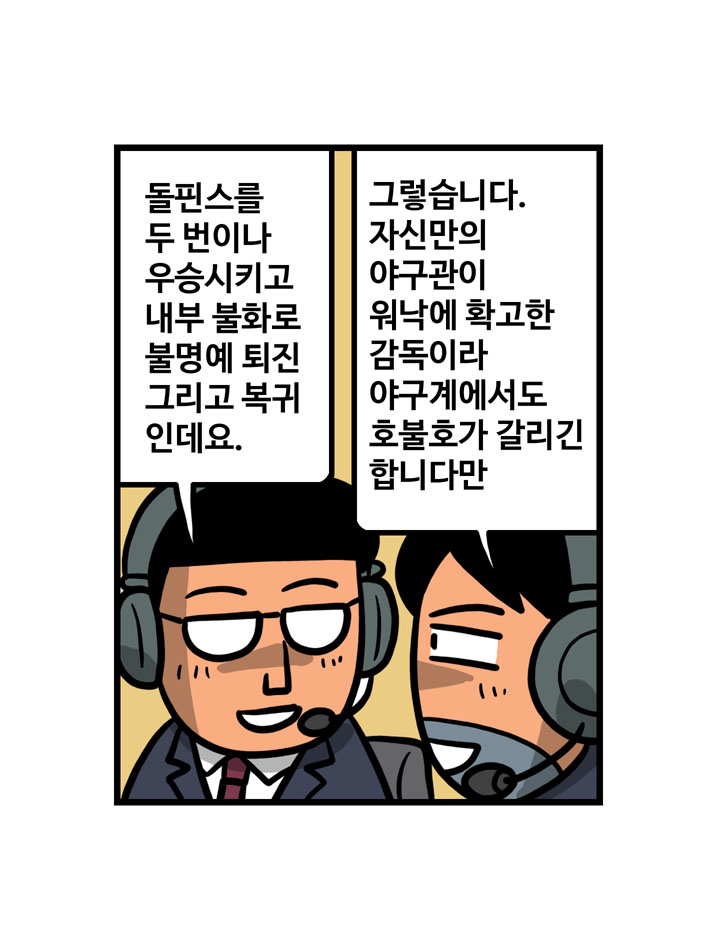 돌핀스를
두 번이나
우승시키고
내부 불화로
불명예 퇴진
그리고 복귀
인데요.
그렇습니다.
자신만의
야구관이
워낙에 확고한
감독이라
야구계에서도
호불호가 갈리긴
합니다만